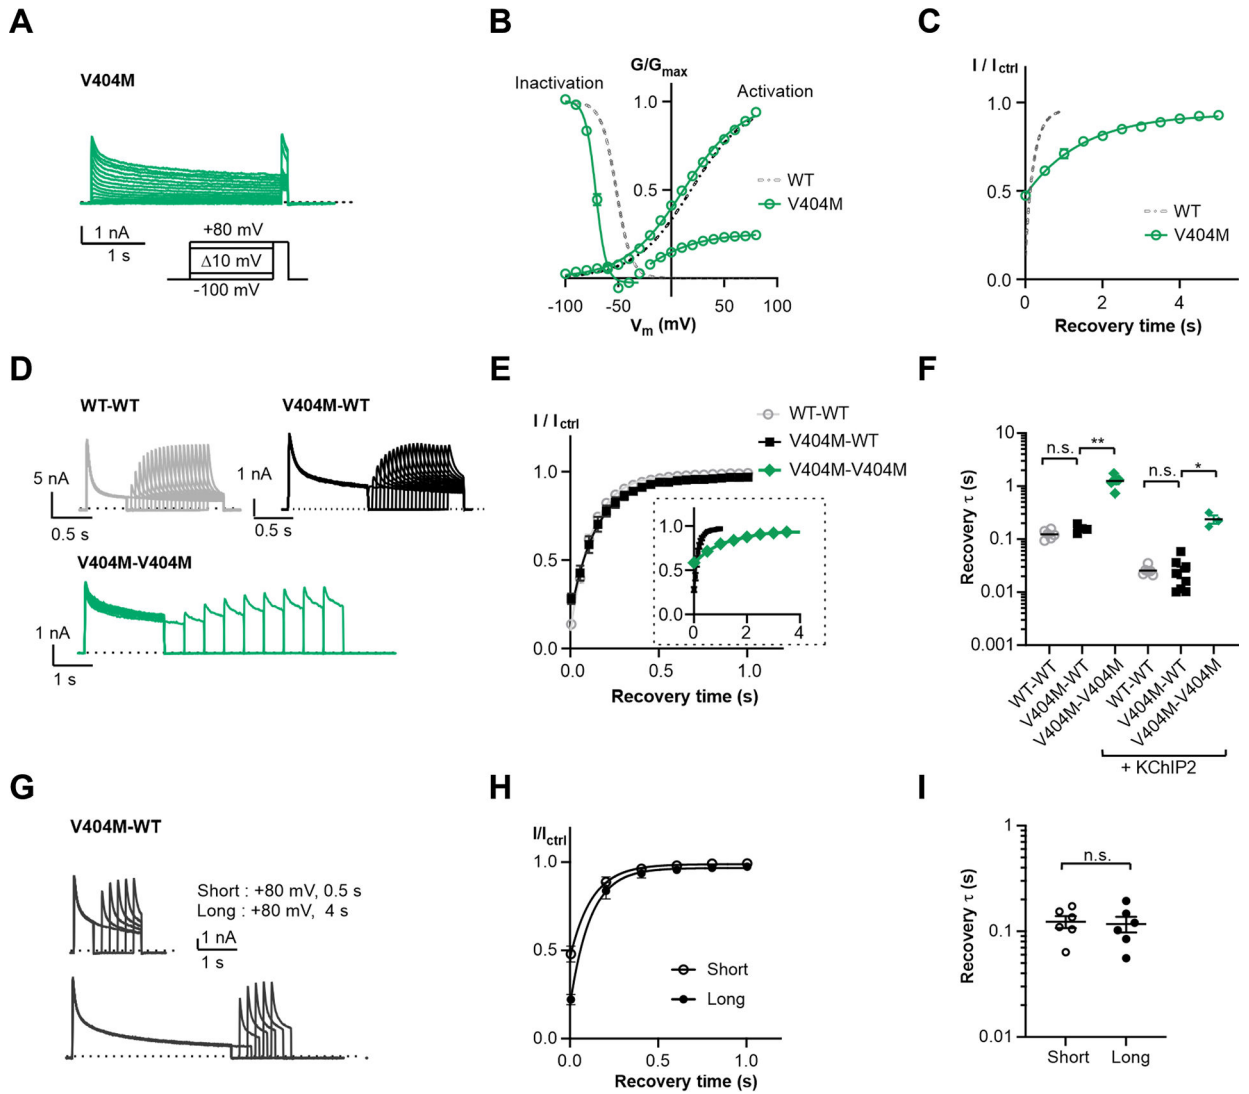 A
V404M
1 nA
1 s
+80 mV
Δ10 mV
-100 mV
B
G/Gmax
Inactivation
Activation
1.0
0.5
WT
V404M
-100
-50
0
50
100
Vm (mV)
C
I / Ictrl
1.0
0.5
0.0
WT
V404M
0
2
4
Recovery time (s)
D
WT-WT
V404M-WT
5 nA
0.5 s
1 nA
0.5 s
V404M-V404M
1 nA
1 s
E
I / Ictrl
WT-WT
V404M-WT
V404M-V404M
1.0
0.5
0.0
1.0
0.5
0.0
0
2
4
0.0
0.5
1.0
Recovery time (s)
F
Recovery τ (s)
10
1
0.1
0.01
0.001
n.s.
**
n.s.
*
WT-WT
V404M-WT
V404M-V404M
WT-WT
V404M-WT
V404M-V404M
+ KChIP2
G
V404M-WT
Short : +80 mV, 0.5 s
Long : +80 mV, 4 s
1 nA
1 s
H
I/Ictrl
1.0
0.5
0.0
Short
Long
0.0
0.5
1.0
Recovery time (s)
I
Recovery τ (s)
1
0.1
0.01
n.s.
Short
Long